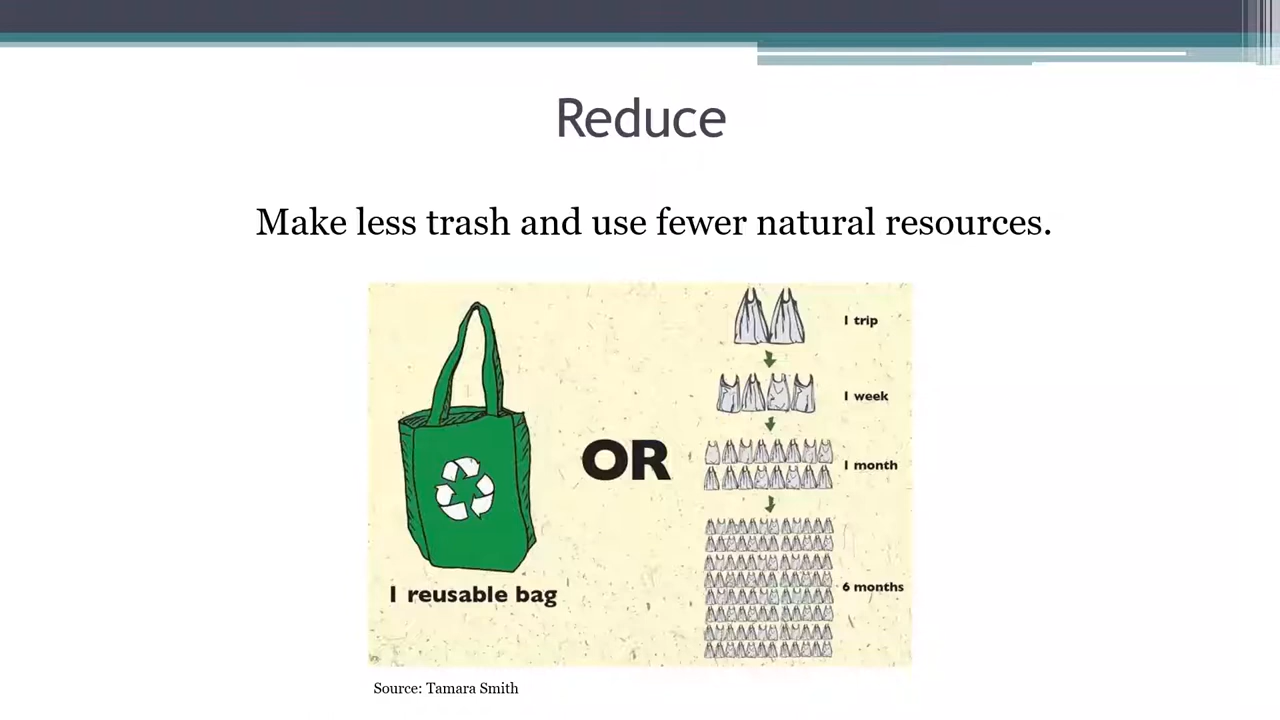 Reduce
Make less trash and use fewer natural resources.
1 trip
1 week
OR
1 month
6 months
1 reusable bag
Source: Tamara Smith